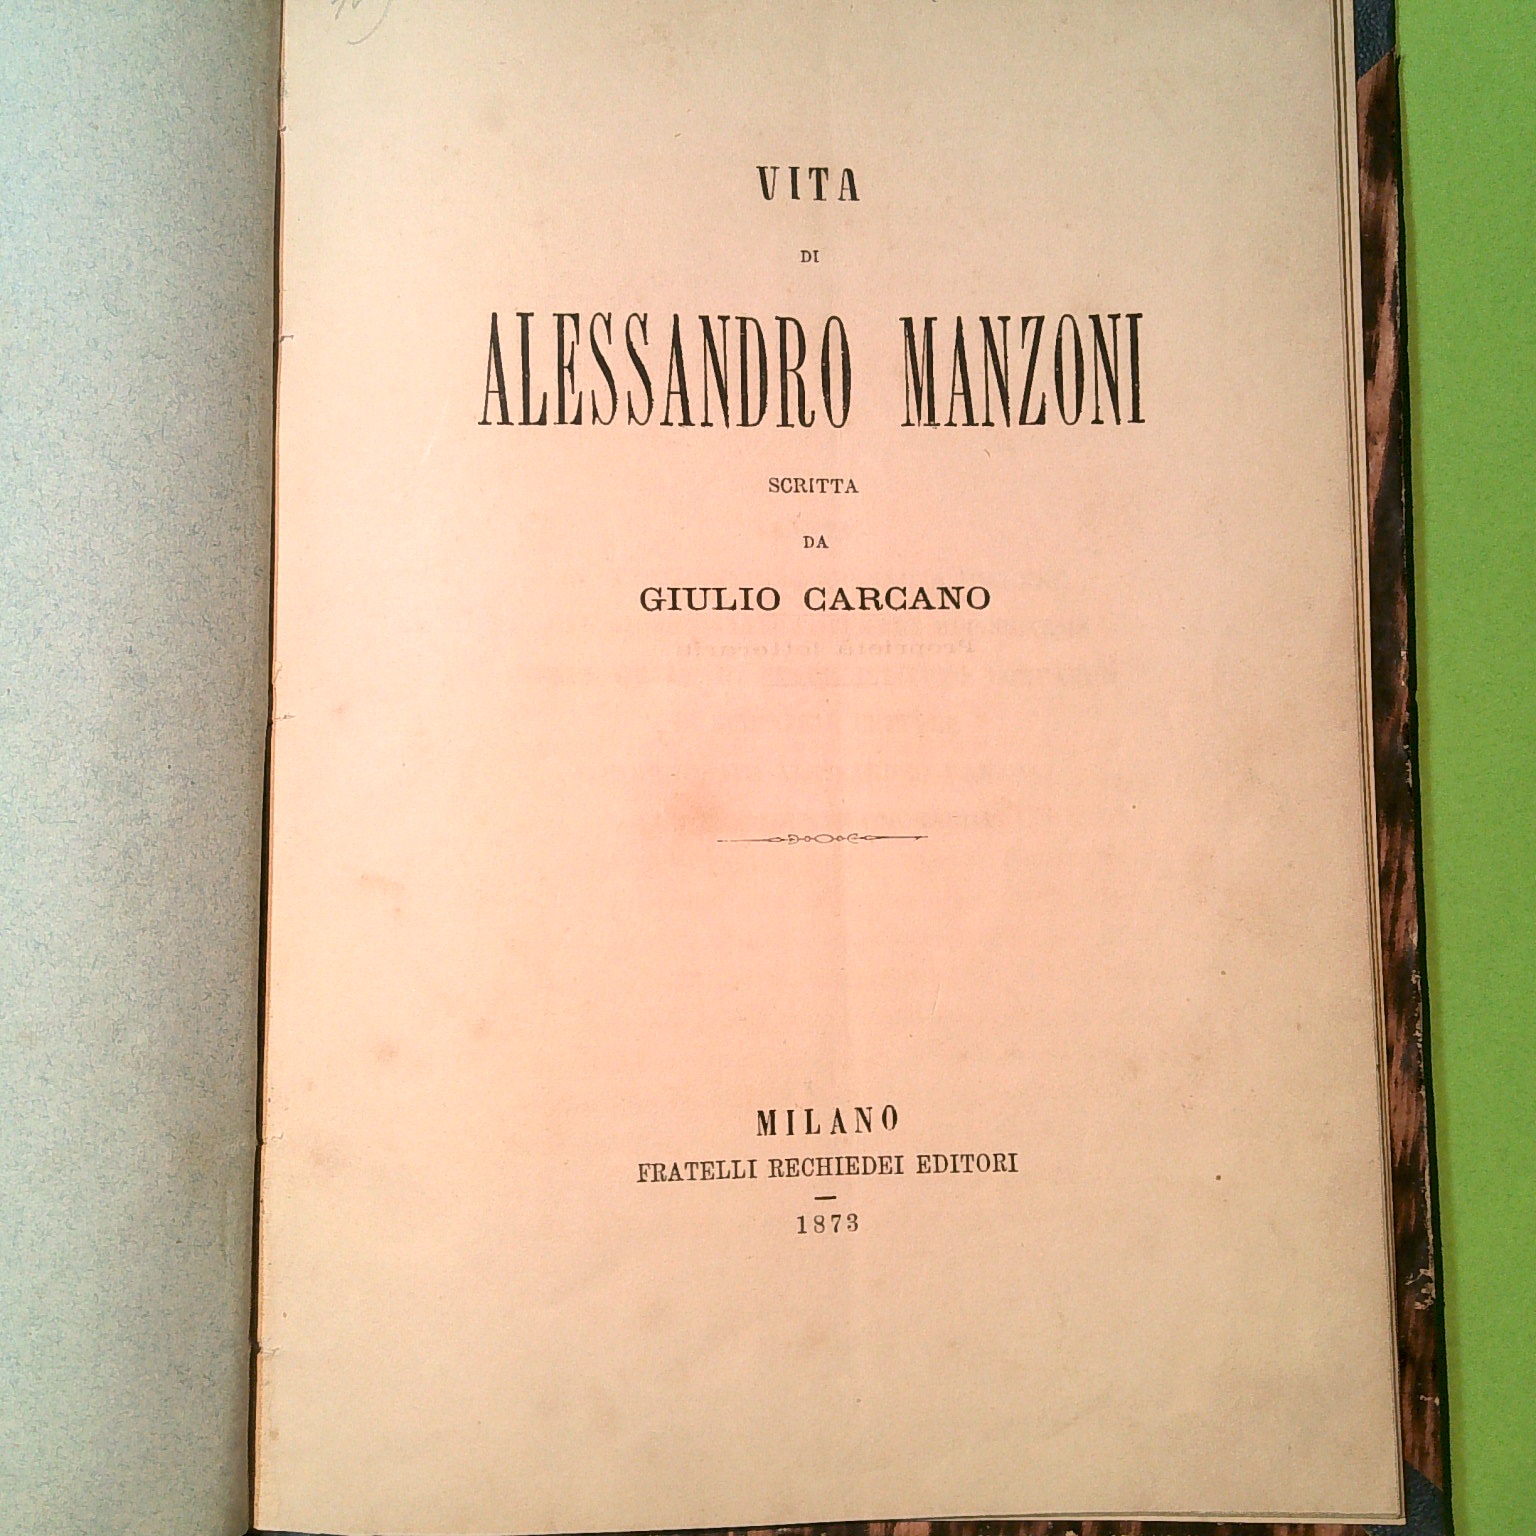 VITA
DI
ALESSANDRO MANZONI
SCRITTA
DA
GIULIO CARCANO
MILANO
FRATELLI RECHIEDEI EDITORI
1873